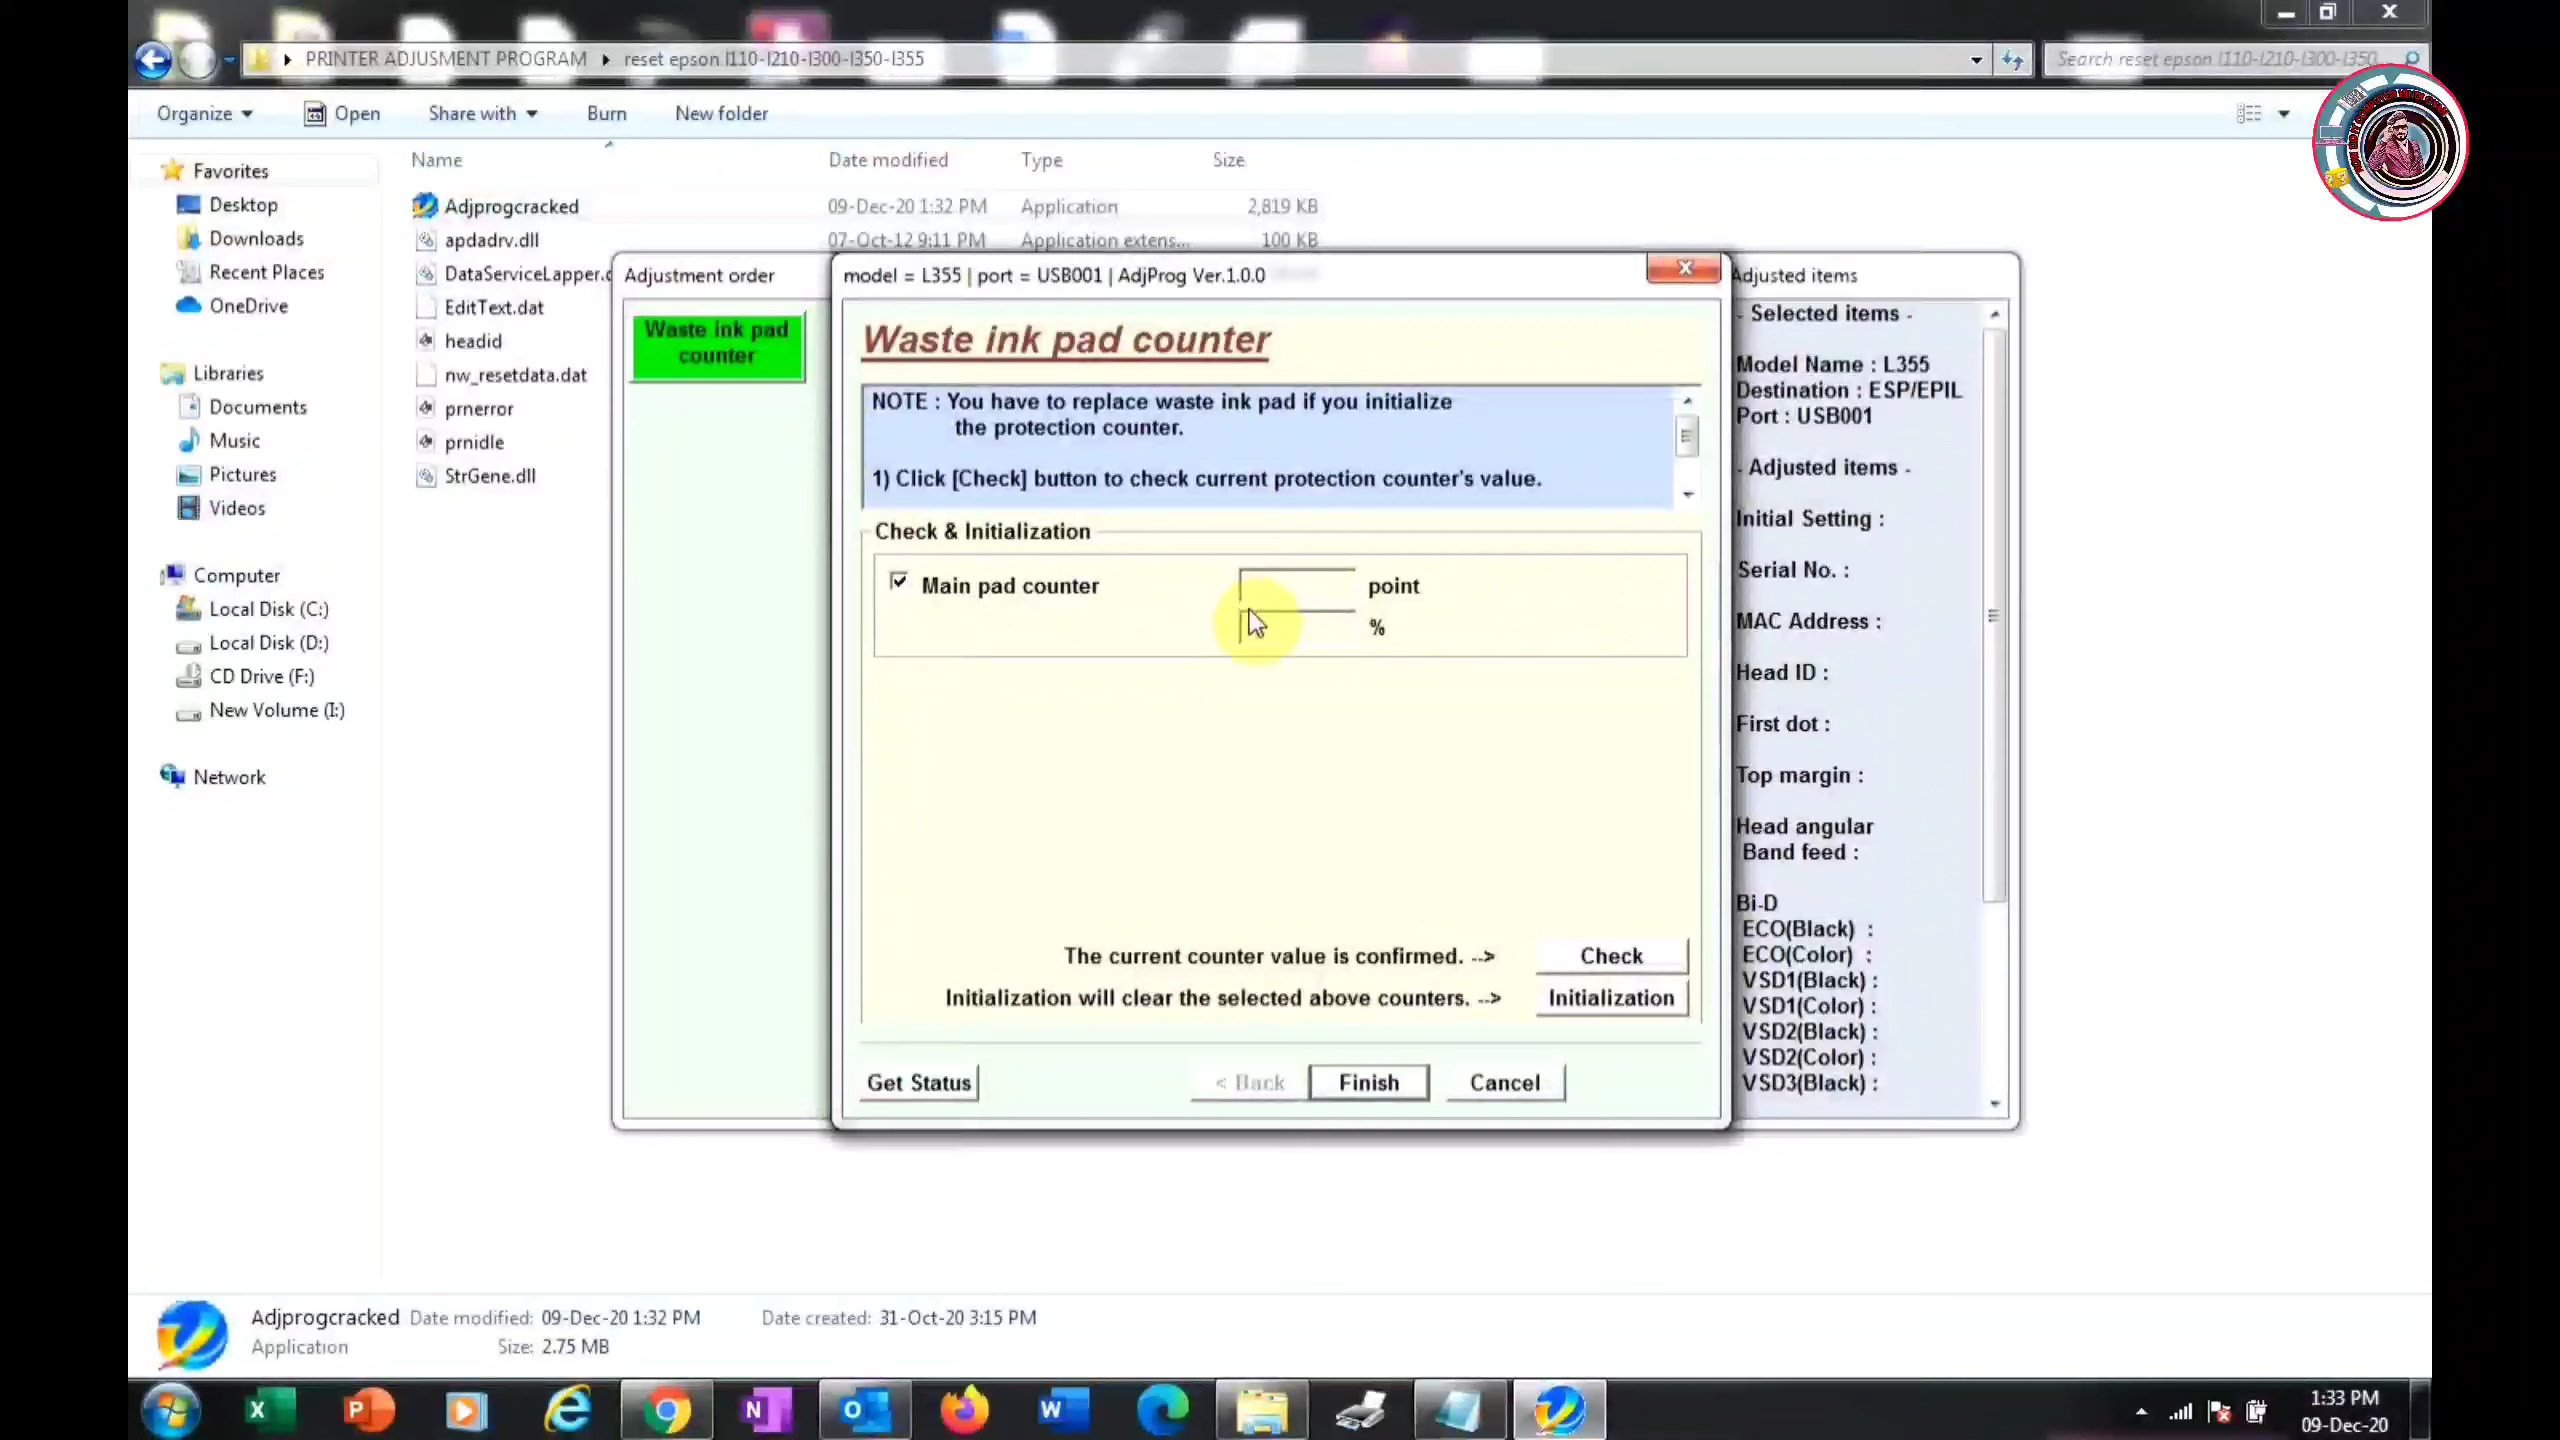 PRINTER ADJUSMENT PROGRAM ▸ reset epson l110-l210-l300-l350-l355
Search reset epson l110-l210-l300-l350...
Organize
Open
Share with
Burn
New folder
Name
Date modified
Type
Size
Favorites
Desktop
Downloads
Recent Places
OneDrive
Libraries
Documents
Music
Pictures
Videos
Computer
Local Disk (C:)
Local Disk (D:)
CD Drive (F:)
New Volume (I:)
Network
Adjprogcracked 09-Dec-20 1:32 PM Application 2,819 KB
apdadrv.dll 07-Oct-12 9:11 PM Application extens... 100 KB
DataServiceLapper.d
EditText.dat
headid
nw_resetdata.dat
prnerror
prnidle
StrGene.dll
Adjustment order
Waste ink pad
counter
model = L355 | port = USB001 | AdjProg Ver.1.0.0
Waste ink pad counter
NOTE : You have to replace waste ink pad if you initialize
the protection counter.
1) Click [Check] button to check current protection counter's value.
Check & Initialization
Main pad counter
point
%
The current counter value is confirmed. -->
Check
Initialization will clear the selected above counters. -->
Initialization
Get Status
< Back
Finish
Cancel
Adjusted items
- Selected items -
Model Name : L355
Destination : ESP/EPIL
Port : USB001
- Adjusted items -
Initial Setting :
Serial No. :
MAC Address :
Head ID :
First dot :
Top margin :
Head angular
Band feed :
Bi-D
ECO(Black) :
ECO(Color) :
VSD1(Black) :
VSD1(Color) :
VSD2(Black) :
VSD2(Color) :
VSD3(Black) :
Adjprogcracked Date modified: 09-Dec-20 1:32 PM Date created: 31-Oct-20 3:15 PM
Application Size: 2.75 MB
1:33 PM
09-Dec-20